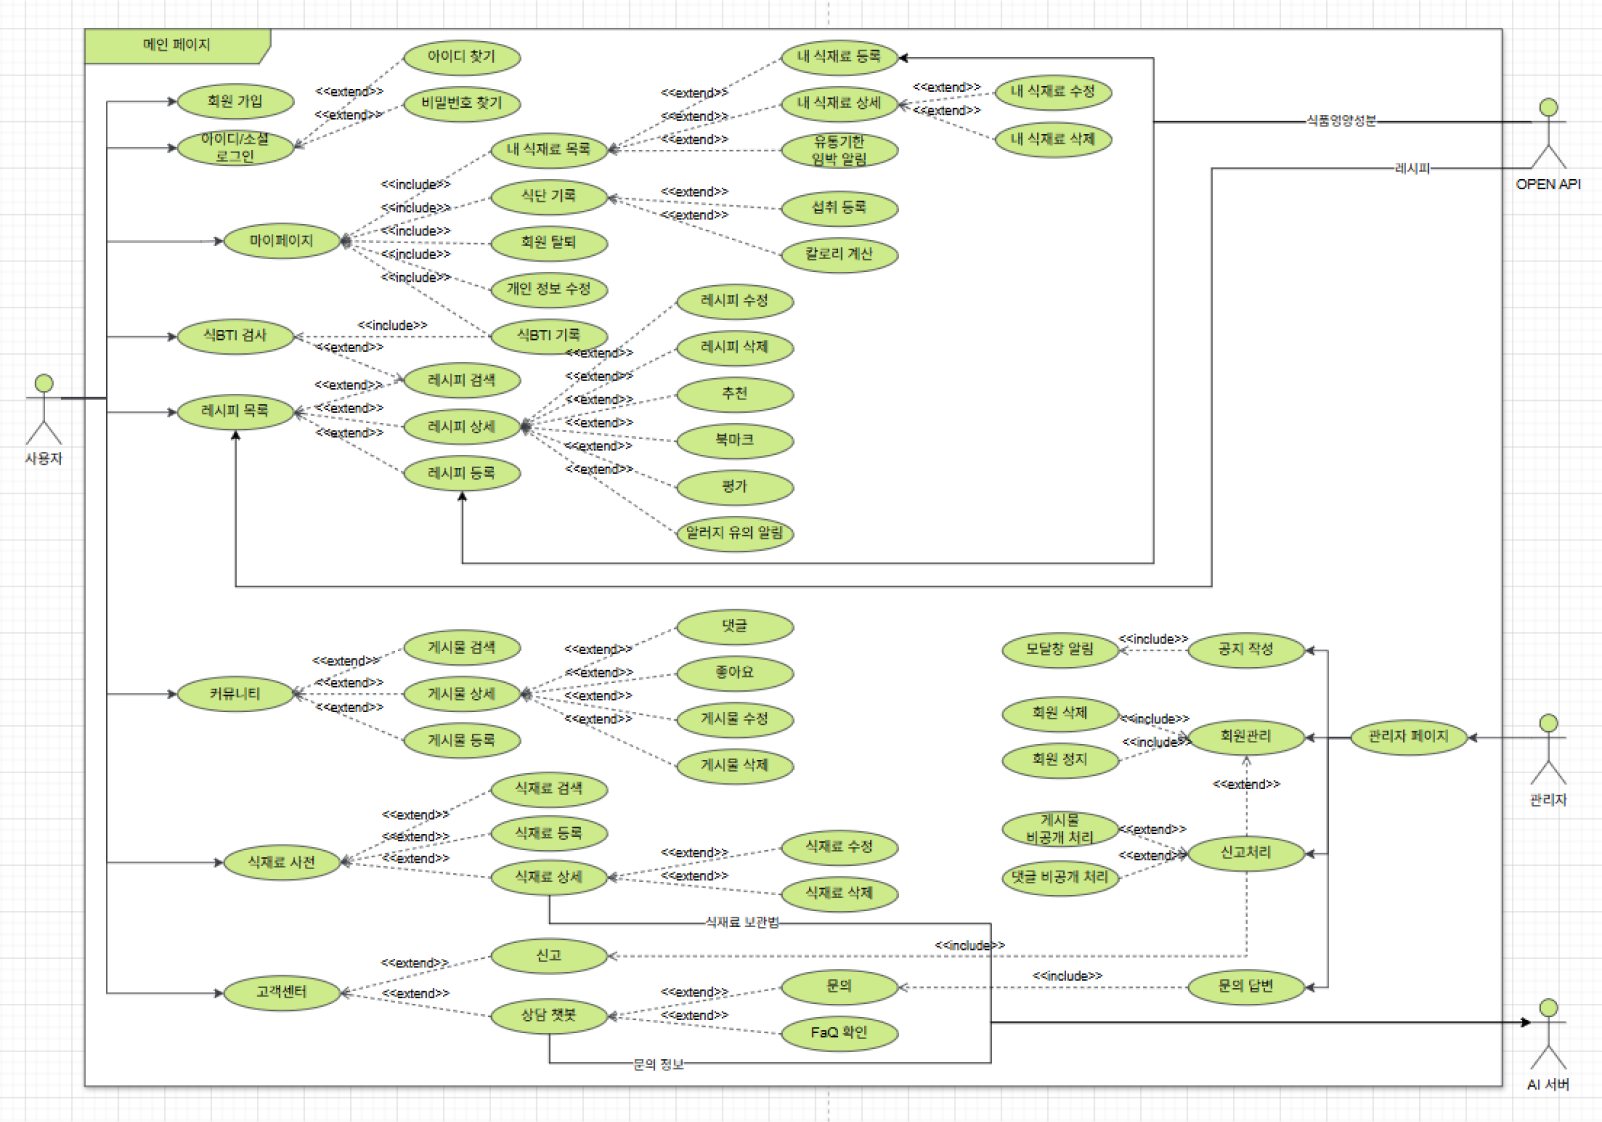 메인 페이지
아이디 찾기
내 식재료 등록
<<extend>>
<<extend>>
<<extend>>
회원 가입
비밀번호 찾기
내 식재료 상세
내 식재료 수정
<<extend>>
<<extend>>
<<extend>>
식품영양성분
아이디/소셜
로그인
내 식재료 목록
<<extend>>
유통기한
임박 알림
내 식재료 삭제
레시피
OPEN API
<<include>>
식단 기록
<<extend>>
섭취 등록
<<include>>
<<extend>>
마이페이지
<<include>>
회원 탈퇴
칼로리 계산
<<include>>
<<include>>
개인 정보 수정
레시피 수정
식BTI 검사
<<include>>
식BTI 기록
<<extend>>
<<extend>>
레시피 삭제
레시피 검색
<<extend>>
<<extend>>
추천
레시피 목록
<<extend>>
레시피 상세
<<extend>>
<<extend>>
북마크
<<extend>>
<<extend>>
사용자
레시피 등록
<<extend>>
평가
알러지 유의 알림
댓글
게시물 검색
<<extend>>
모달창 알림
<<include>>
공지 작성
<<extend>>
좋아요
<<extend>>
커뮤니티
<<extend>>
게시물 상세
<<extend>>
<<extend>>
게시물 수정
<<extend>>
회원 삭제
<<include>>
회원관리
관리자 페이지
게시물 등록
게시물 삭제
회원 정지
<<include>>
관리자
식재료 검색
<<extend>>
<<extend>>
<<extend>>
식재료 등록
게시물
비공개 처리
<<extend>>
식재료 사전
<<extend>>
<<extend>>
식재료 수정
신고처리
식재료 상세
<<extend>>
식재료 삭제
댓글 비공개 처리
<<extend>>
식재료 보관법
신고
<<include>>
<<extend>>
고객센터
<<extend>>
<<extend>>
문의
<<include>>
문의 답변
상담 챗봇
<<extend>>
FaQ 확인
문의 정보
AI 서버